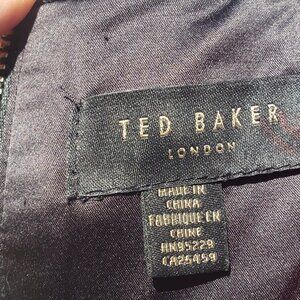 TED BAKER
LONDON
MADE IN
CHINA
FABRIQUE EN
CHINE
RN95229
CA25459